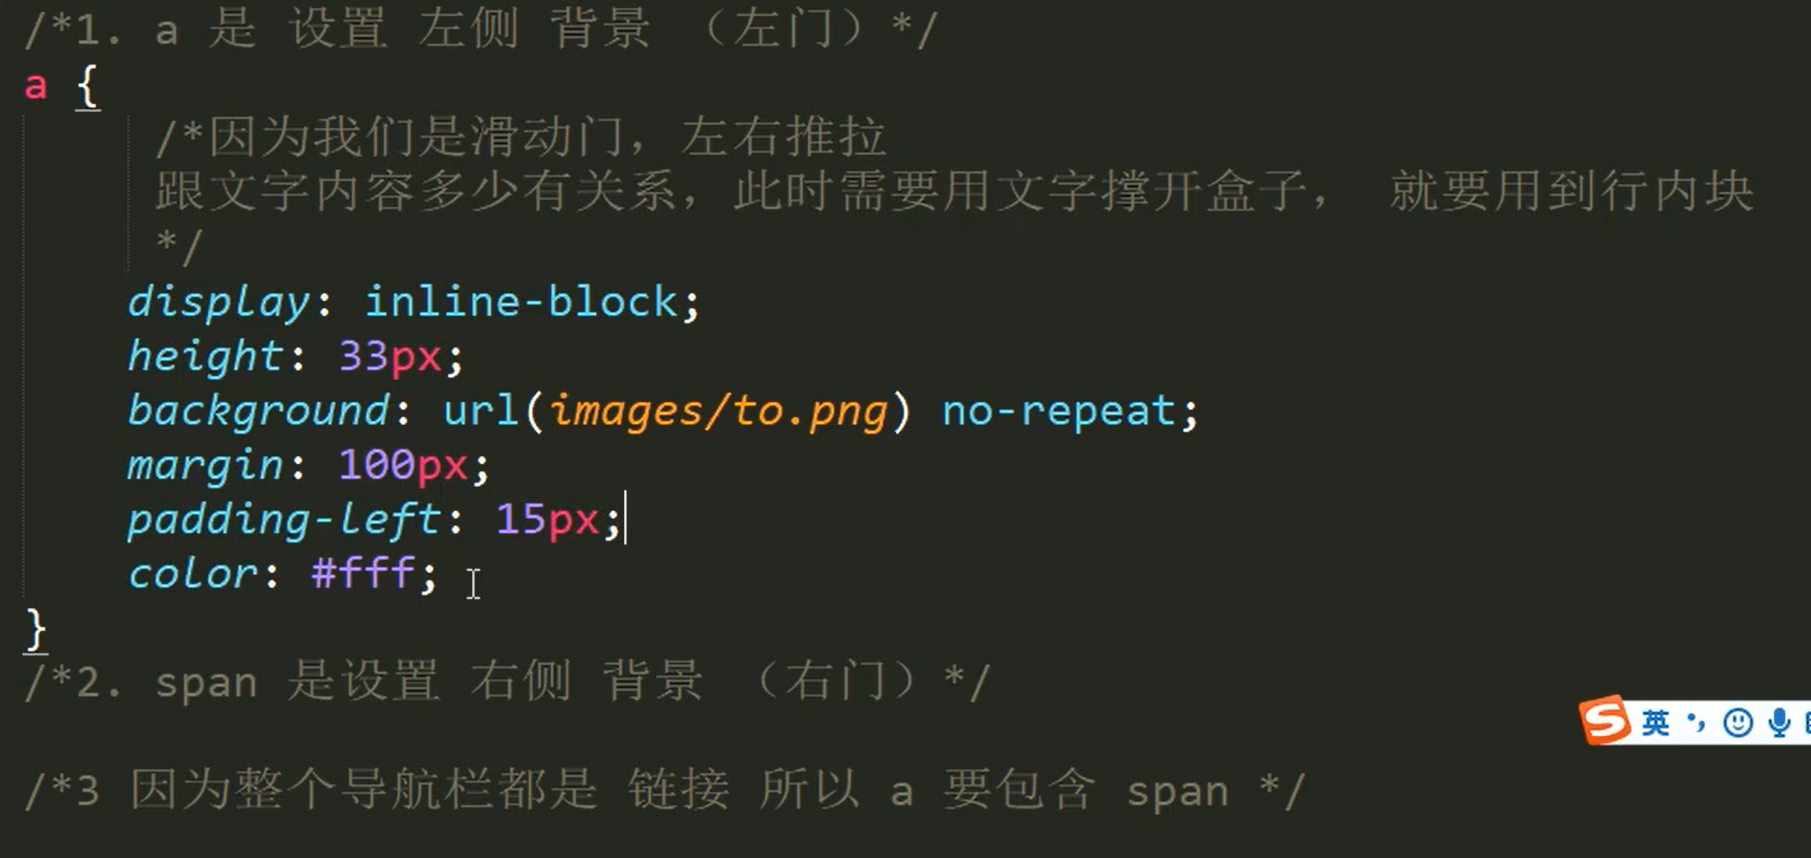 /*1. a 是 设置 左侧 背景 （左门）*/
a {
/*因为我们是滑动门，左右推拉
跟文字内容多少有关系，此时需要用文字撑开盒子， 就要用到行内块
*/
display: inline-block;
height: 33px;
background: url(images/to.png) no-repeat;
margin: 100px;
padding-left: 15px;
color: #fff;
}
/*2. span 是设置 右侧 背景 （右门）*/
S 英
/*3 因为整个导航栏都是 链接 所以 a 要包含 span */